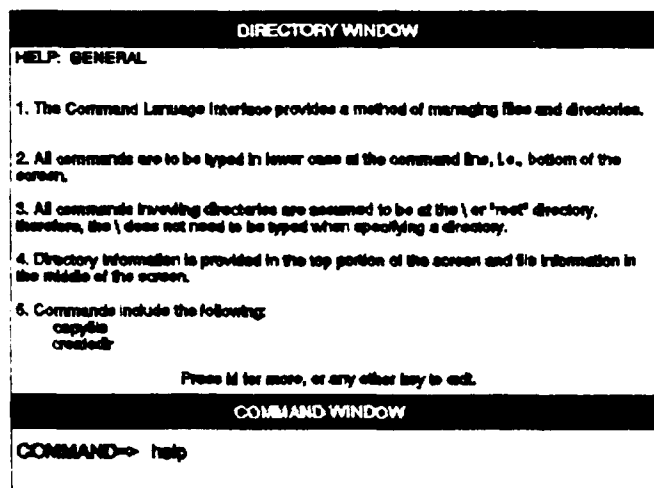 DIRECTORY WINDOW
HELP: GENERAL
1. The Command Lanuage Interface provides a method of managing files and directories.
2. All commands are to be typed in lower case at the command line, i.e., bottom of the
screen.
3. All commands involving directories are assumed to be at the \ or "root" directory,
therefore, the \ does not need to be typed when specifying a directory.
4. Directory information is provided in the top portion of the screen and file information in
the middle of the screen.
5. Commands include the following:
copyfile
createdir
Press for more, or any other key to exit.
COMMAND WINDOW
COMMAND=> help